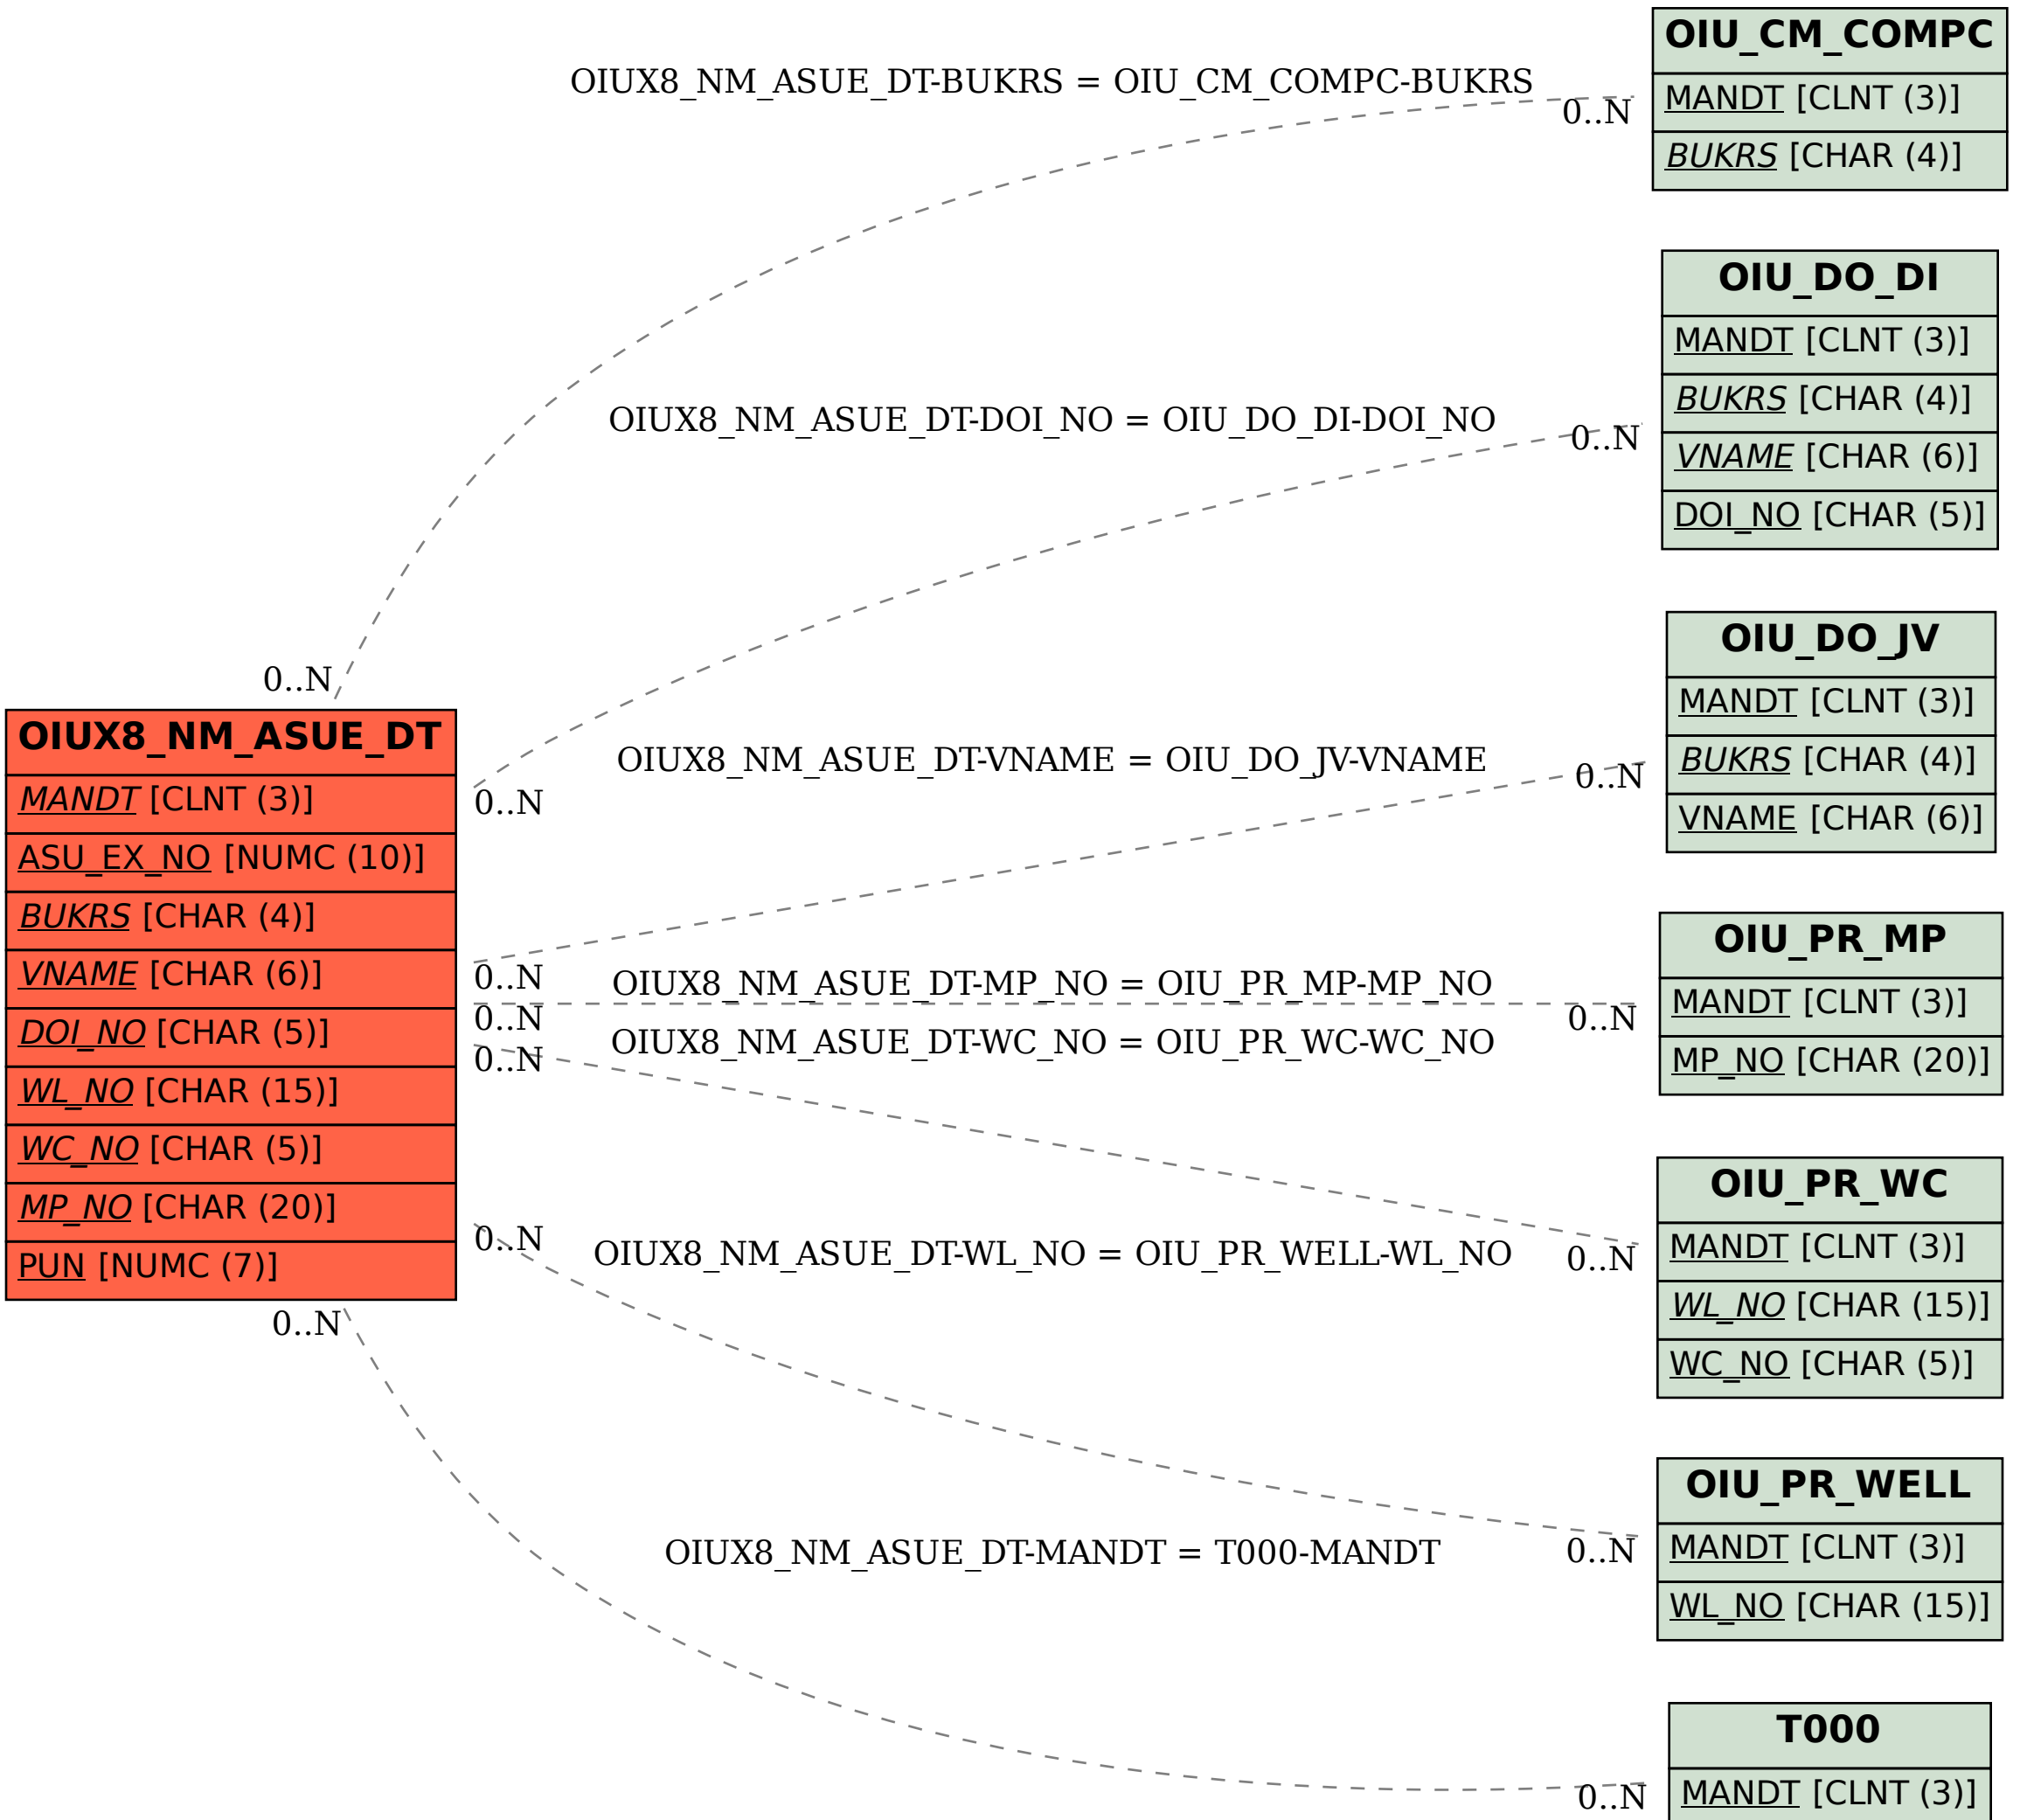 OIUX8_NM_ASUE_DT
MANDT [CLNT (3)]
ASU_EX_NO [NUMC (10)]
BUKRS [CHAR (4)]
VNAME [CHAR (6)]
DOI_NO [CHAR (5)]
WL_NO [CHAR (15)]
WC_NO [CHAR (5)]
MP_NO [CHAR (20)]
PUN [NUMC (7)]
OIUX8_NM_ASUE_DT-BUKRS = OIU_CM_COMPC-BUKRS
0..N
0..N
OIUX8_NM_ASUE_DT-DOI_NO = OIU_DO_DI-DOI_NO
0..N
0..N
OIUX8_NM_ASUE_DT-VNAME = OIU_DO_JV-VNAME
0..N
0..N
OIUX8_NM_ASUE_DT-MP_NO = OIU_PR_MP-MP_NO
0..N
0..N
OIUX8_NM_ASUE_DT-WC_NO = OIU_PR_WC-WC_NO
0..N
0..N
OIUX8_NM_ASUE_DT-WL_NO = OIU_PR_WELL-WL_NO
0..N
0..N
OIUX8_NM_ASUE_DT-MANDT = T000-MANDT
0..N
0..N
OIU_CM_COMPC
MANDT [CLNT (3)]
BUKRS [CHAR (4)]
OIU_DO_DI
MANDT [CLNT (3)]
BUKRS [CHAR (4)]
VNAME [CHAR (6)]
DOI_NO [CHAR (5)]
OIU_DO_JV
MANDT [CLNT (3)]
BUKRS [CHAR (4)]
VNAME [CHAR (6)]
OIU_PR_MP
MANDT [CLNT (3)]
MP_NO [CHAR (20)]
OIU_PR_WC
MANDT [CLNT (3)]
WL_NO [CHAR (15)]
WC_NO [CHAR (5)]
OIU_PR_WELL
MANDT [CLNT (3)]
WL_NO [CHAR (15)]
T000
MANDT [CLNT (3)]